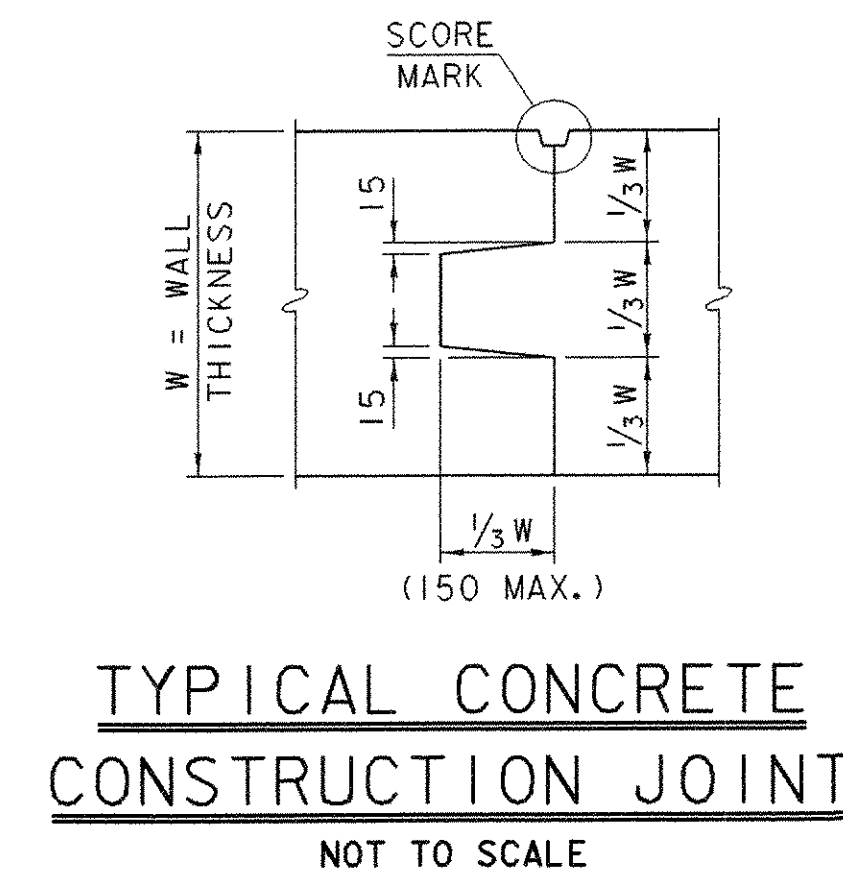 SCORE
MARK
15
1/3 W
W = WALL
THICKNESS
1/3 W
15
1/3 W
1/3 W
(150 MAX.)
TYPICAL CONCRETE
CONSTRUCTION JOINT
NOT TO SCALE